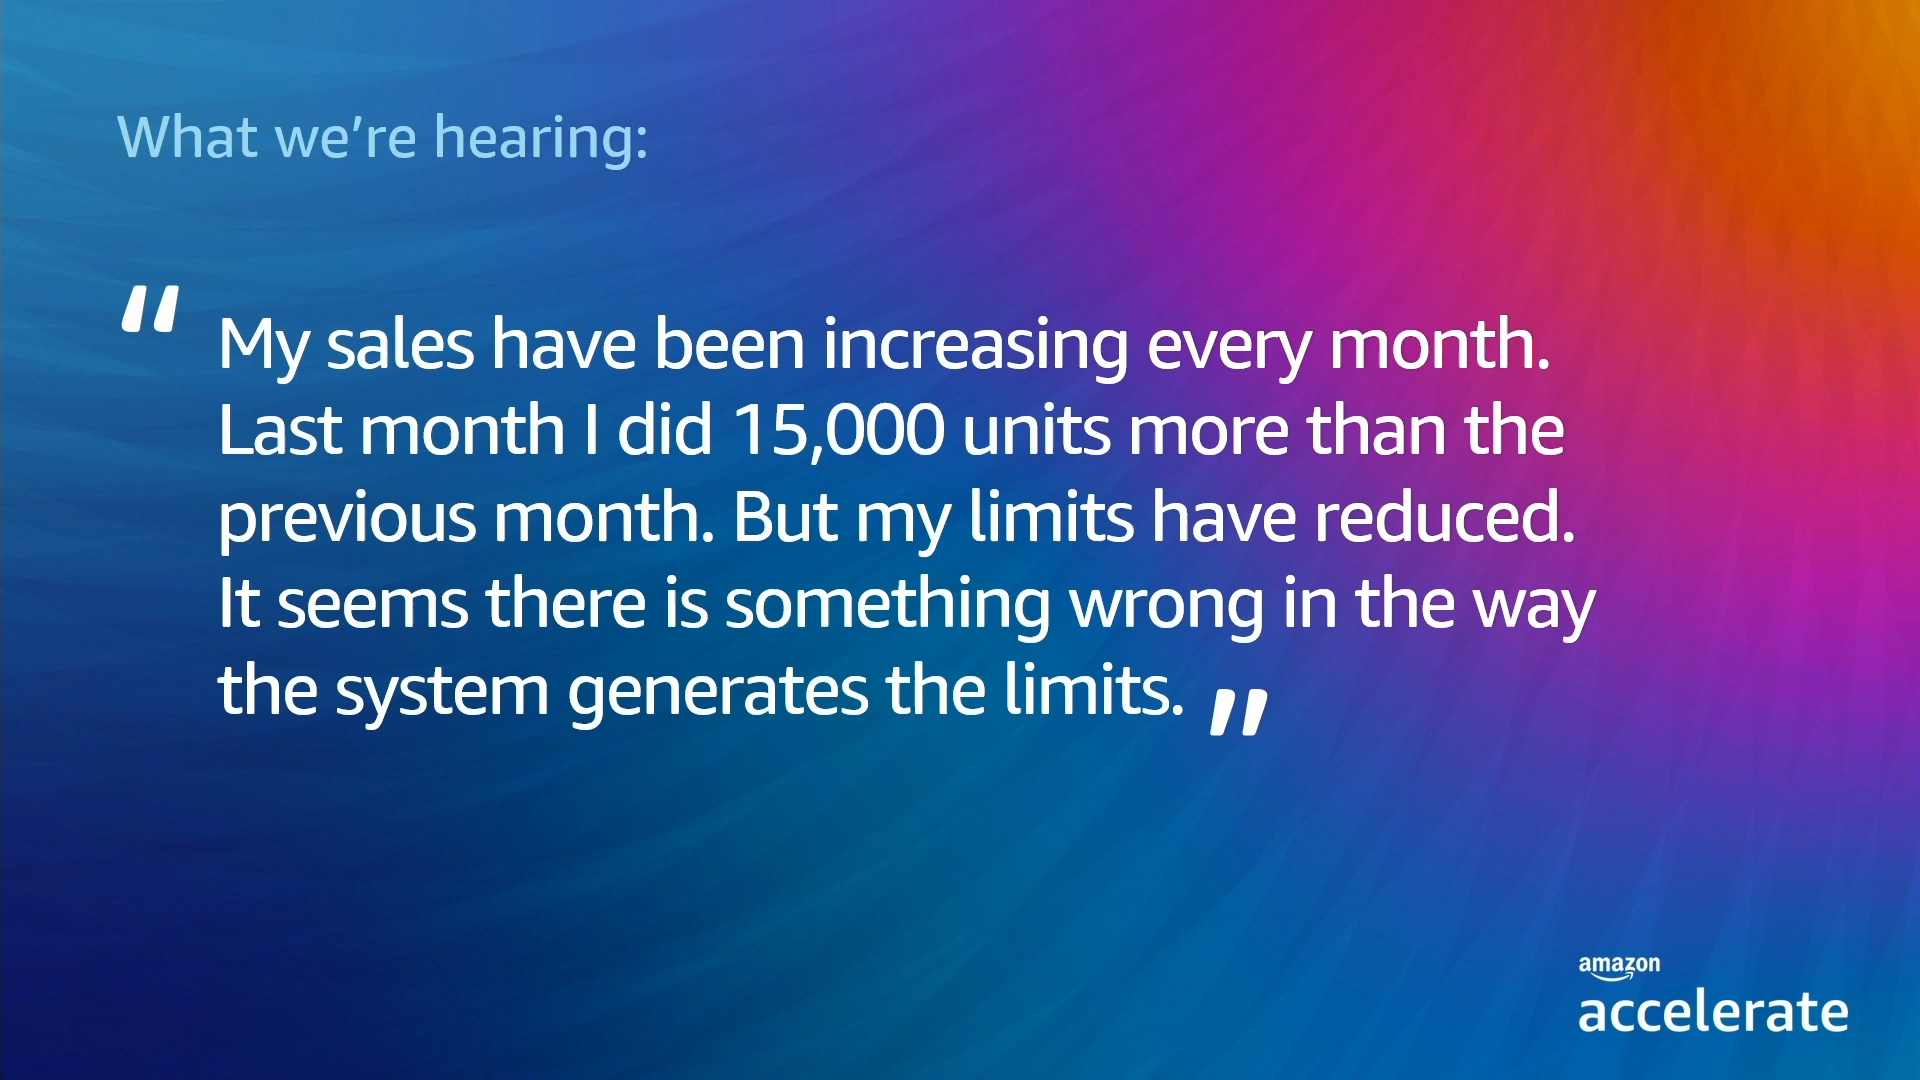 What we’re hearing:
“ My sales have been increasing every month.
Last month I did 15,000 units more than the
previous month. But my limits have reduced.
It seems there is something wrong in the way
the system generates the limits. ”
amazon
accelerate